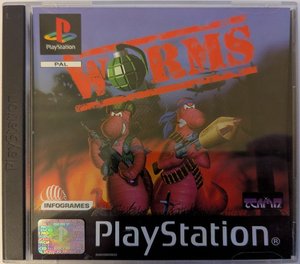 PlayStation
PAL
WORMS
PlayStation
INFOGRAMES
TEAM17
PlayStation ®